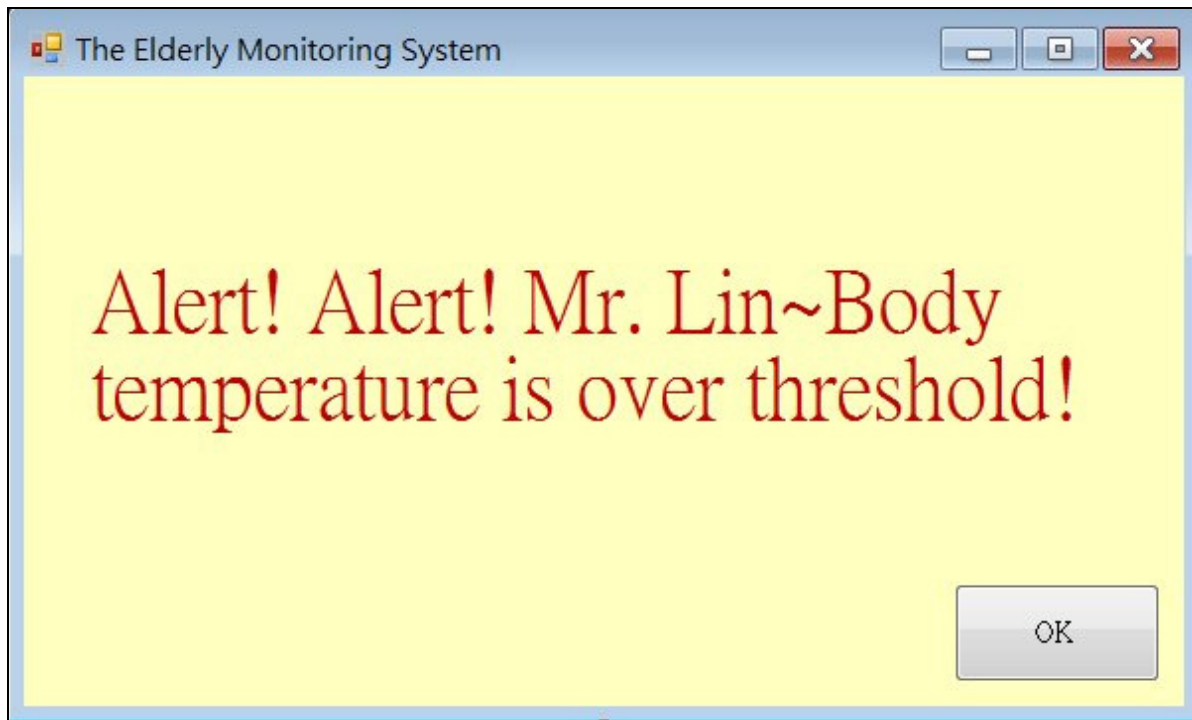 The Elderly Monitoring System
Alert! Alert! Mr. Lin~Body
temperature is over threshold!
OK